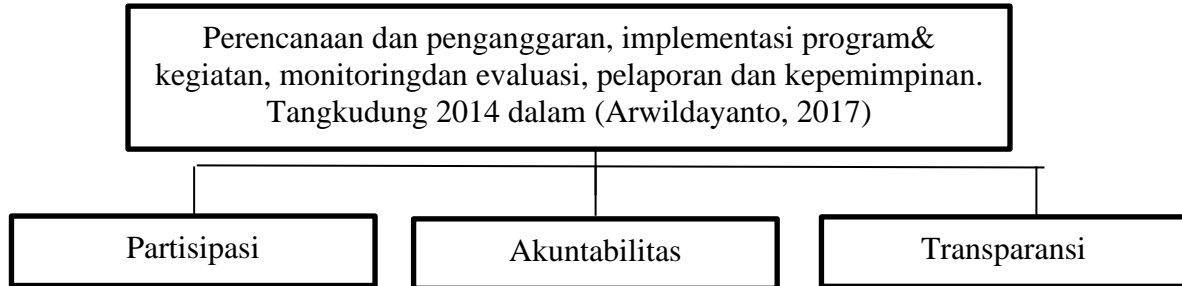 Perencanaan dan penganggaran, implementasi program&
kegiatan, monitoringdan evaluasi, pelaporan dan kepemimpinan.
Tangkudung 2014 dalam (Arwildayanto, 2017)
Partisipasi
Akuntabilitas
Transparansi